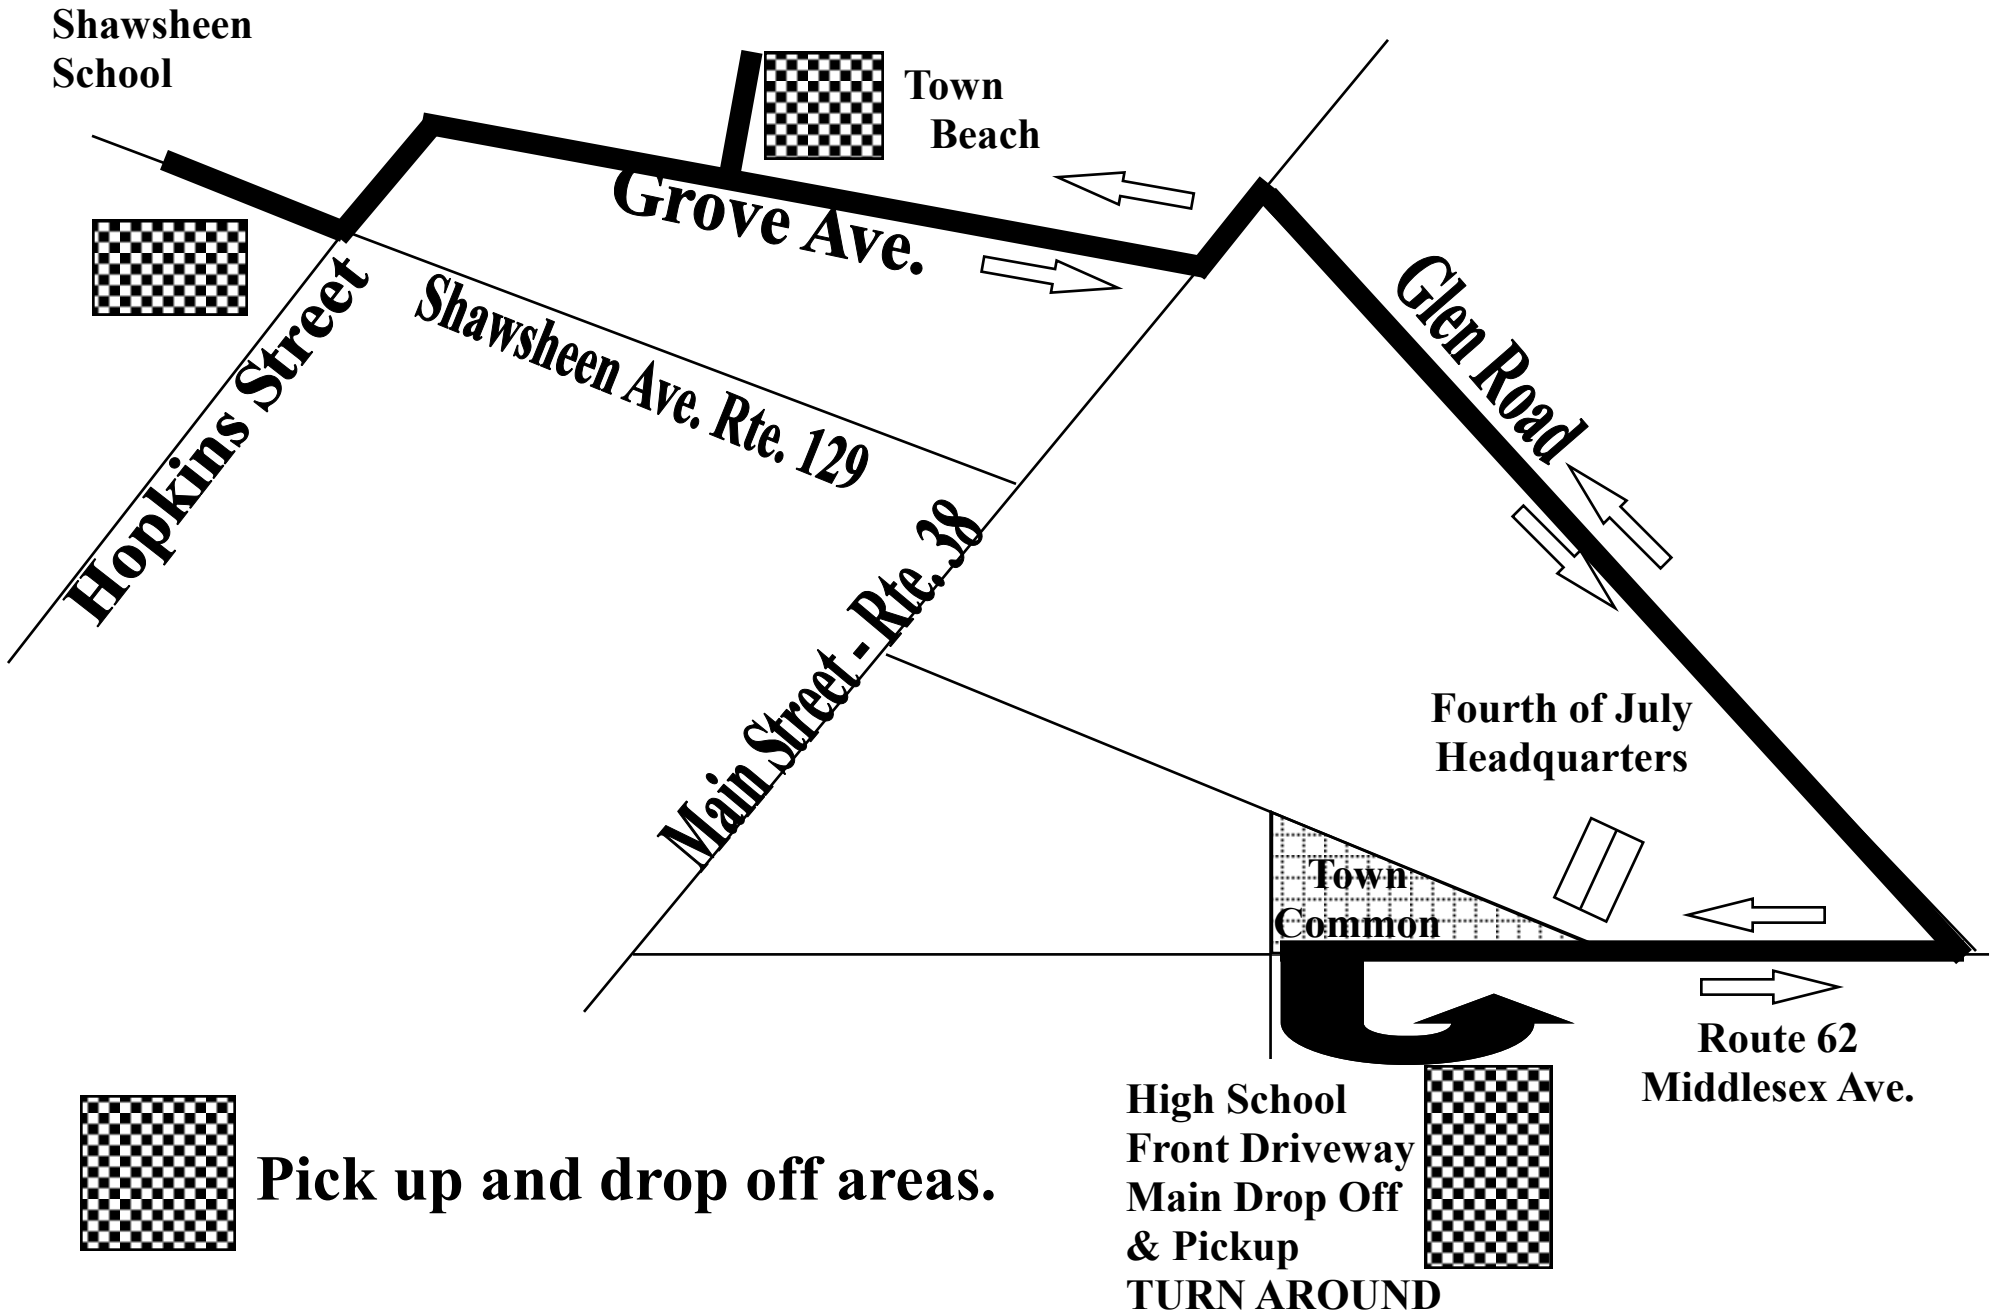 Shawsheen
School
Town
Beach
Grove Ave.
Glen Road
Hopkins Street
Shawsheen Ave. Rte. 129
Main Street - Rte. 38
Fourth of July
Headquarters
Town
Common
Route 62
Middlesex Ave.
High School
Front Driveway
Main Drop Off
& Pickup
TURN AROUND
Pick up and drop off areas.